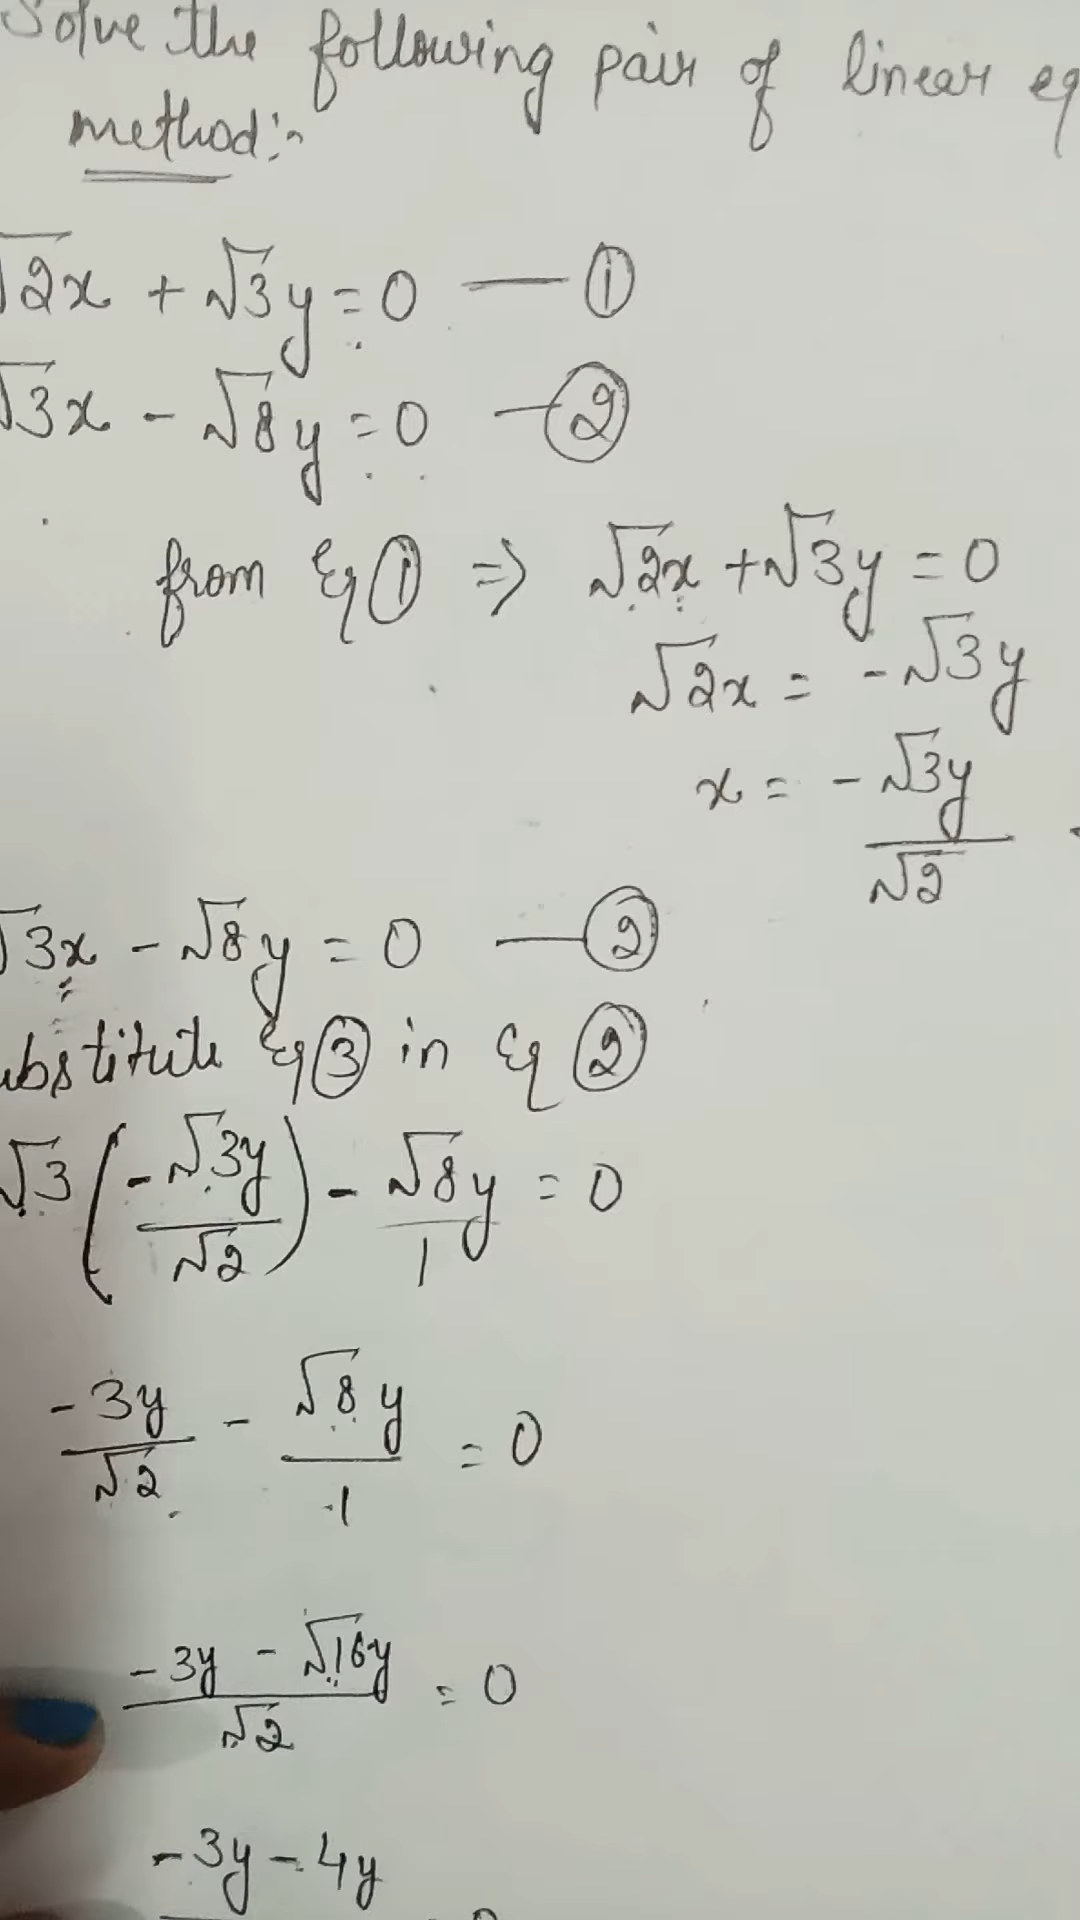 Solve the following pair of linear eq
method:-
√2x + √3y = 0 — ①
√3x - √8y = 0 — ②
from Eq ① ⇒ √2x + √3y = 0
√2x = -√3y
x = -√3y/√2
√3x - √8y = 0 — ②
ubstitute Eq ③ in Eq ②
√3(-√3y/√2) - √8y/1 = 0
-3y/√2 - √8y/1 = 0
(-3y - √16y)/√2 = 0
-3y - 4y